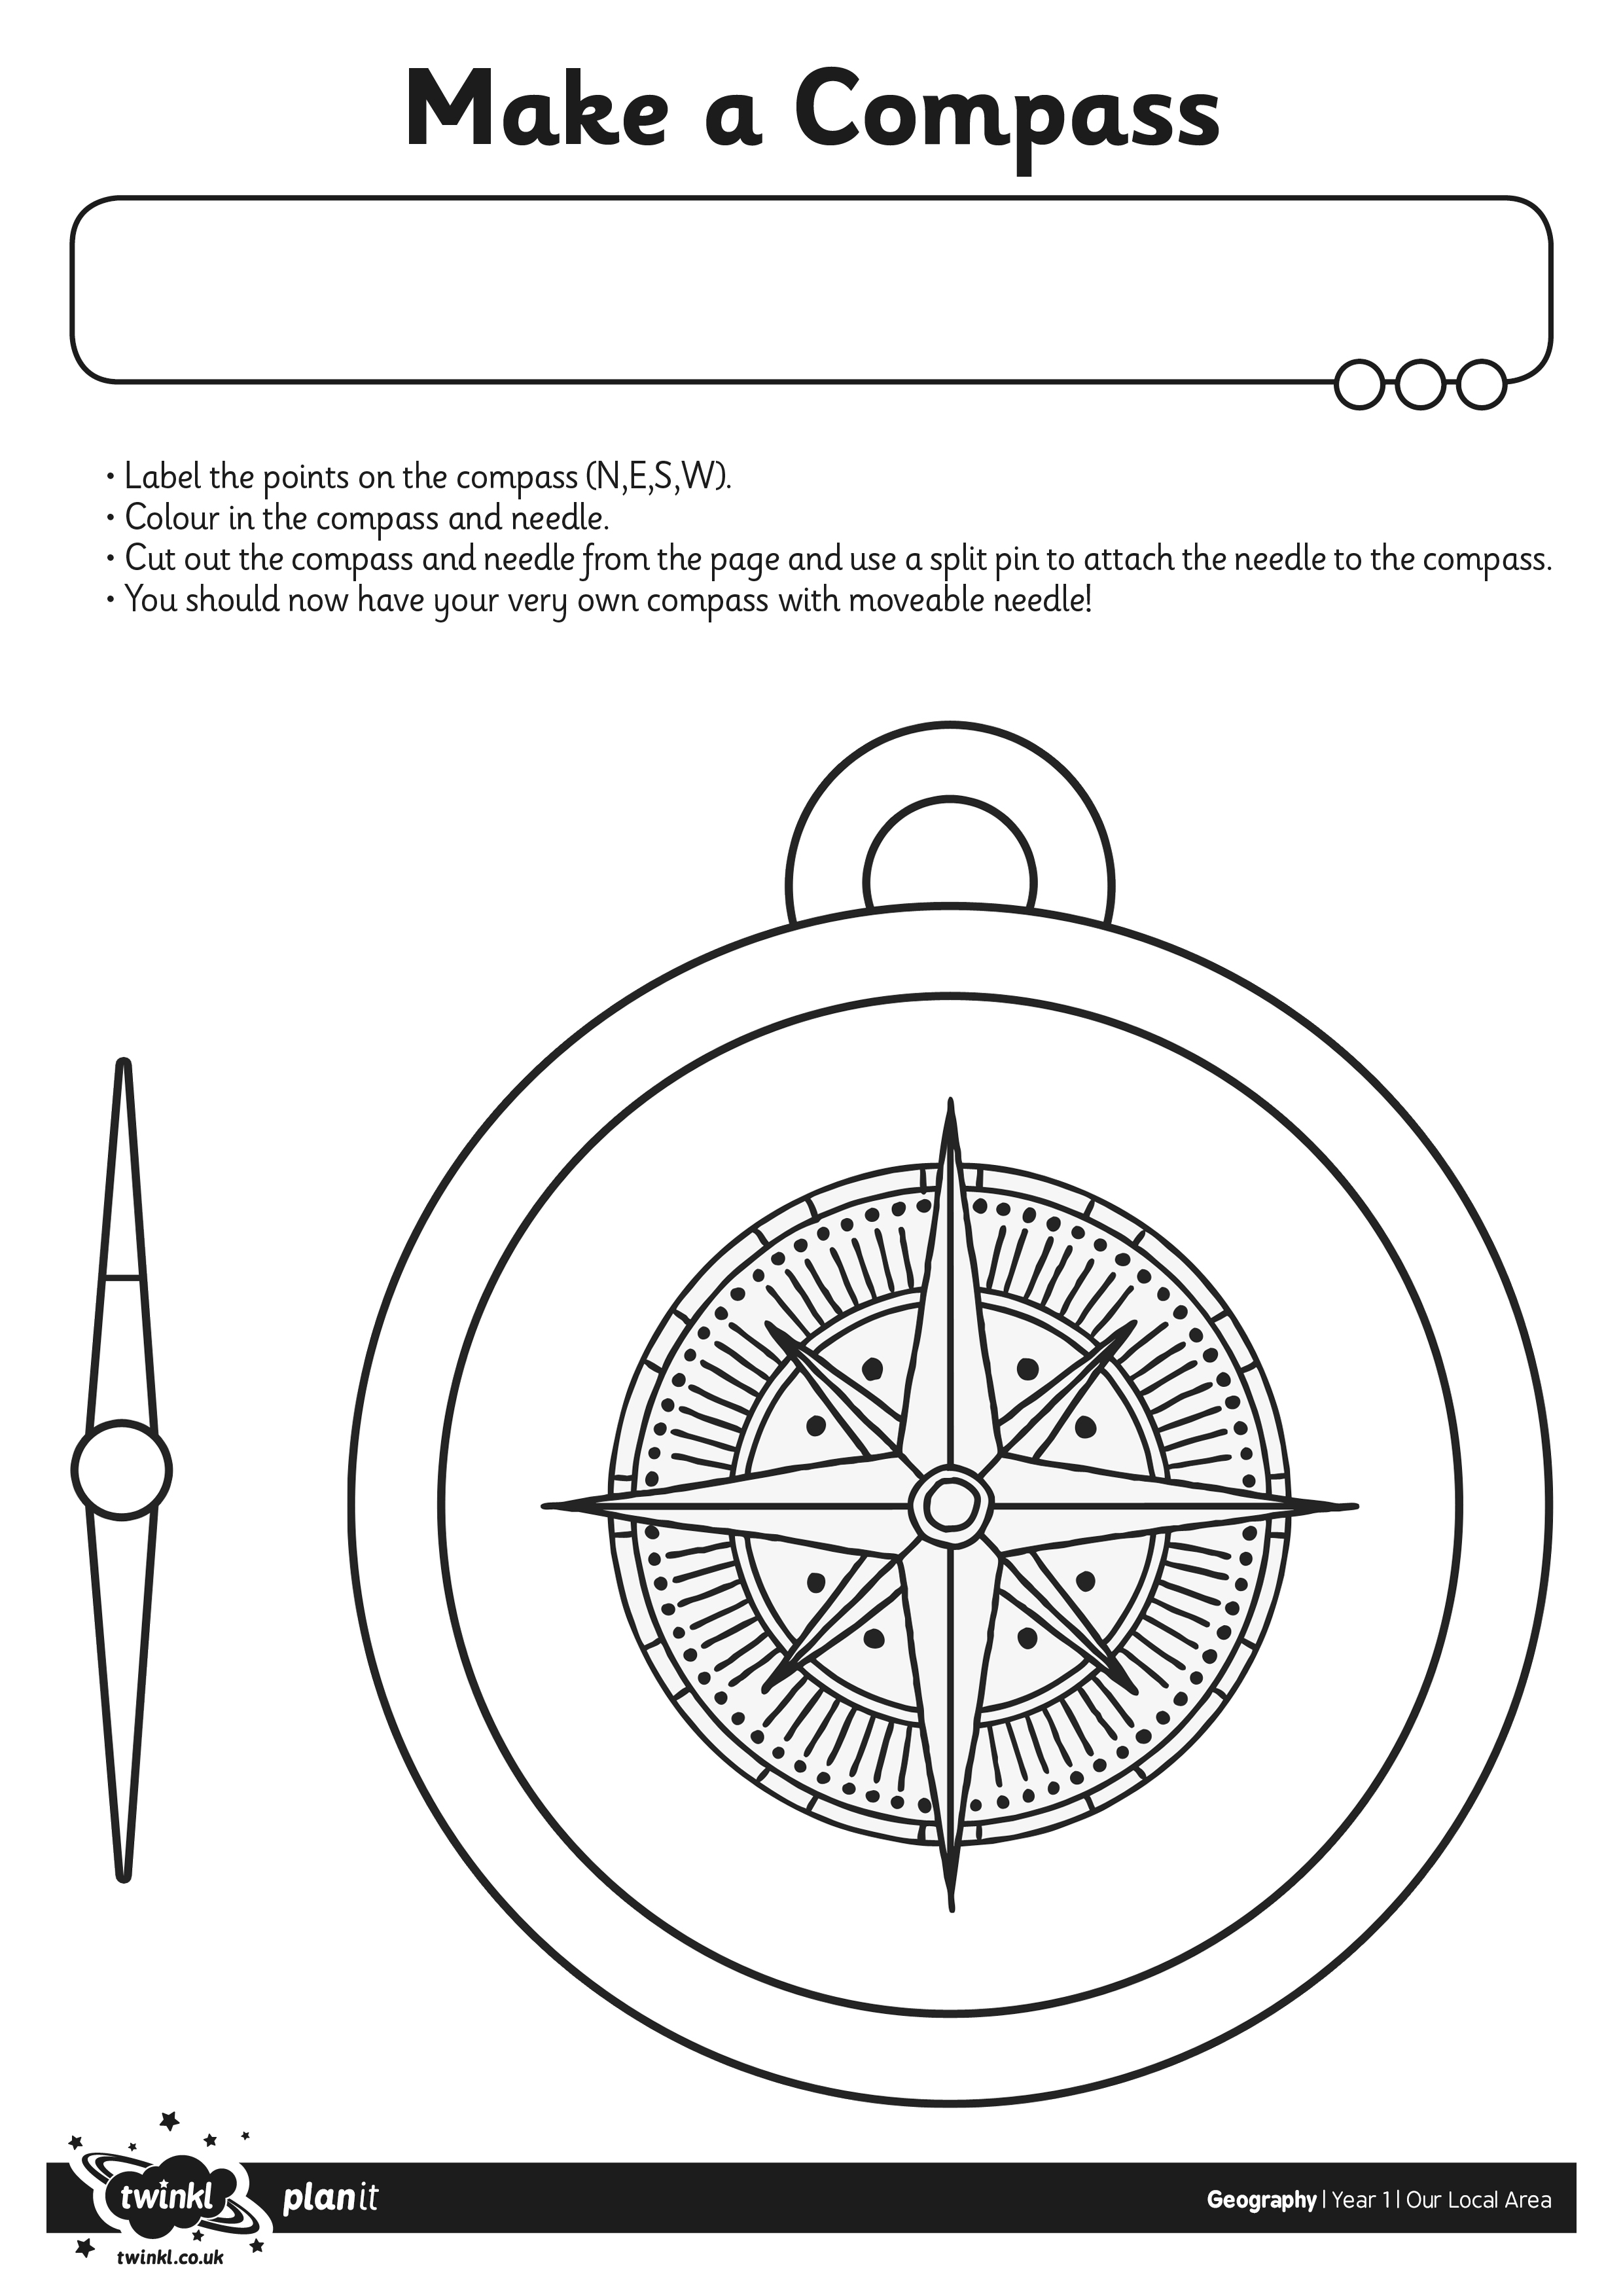 Make a Compass
• Label the points on the compass (N,E,S,W).
• Colour in the compass and needle.
• Cut out the compass and needle from the page and use a split pin to attach the needle to the compass.
• You should now have your very own compass with moveable needle!
twinkl
planit
Geography | Year 1 | Our Local Area
twinkl.co.uk